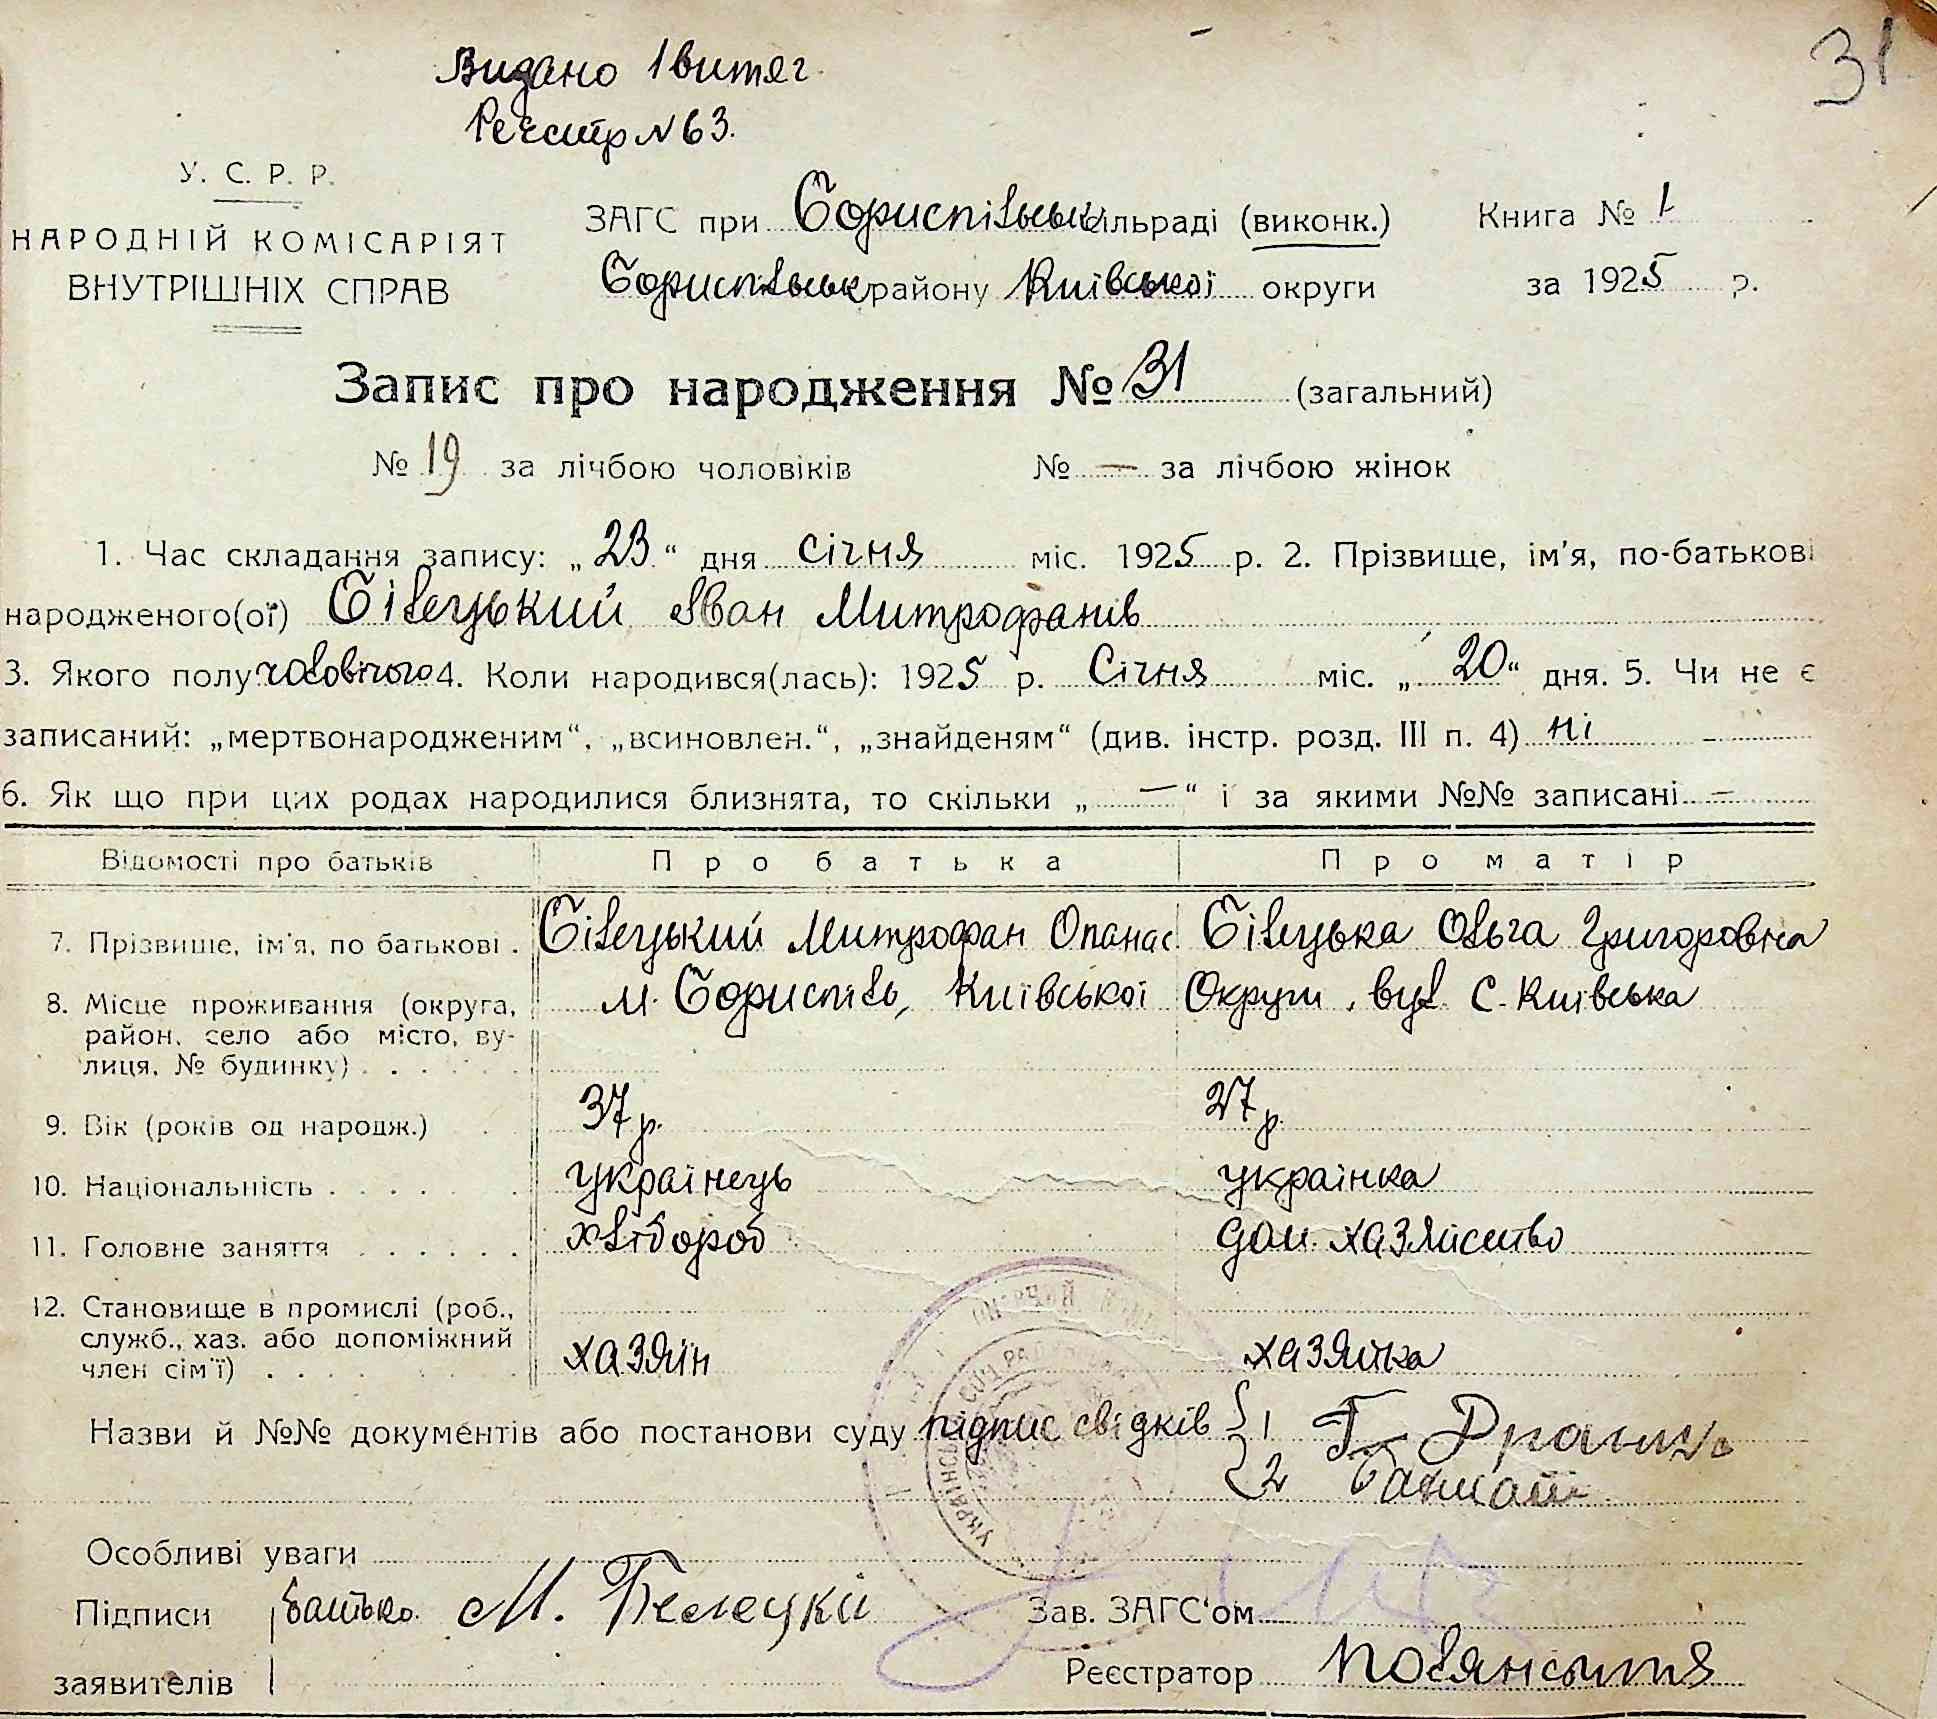 Видано 1 витяг.
Реєстр № 63.
31
У. С. Р. Р.
НАРОДНІЙ КОМІСАРІЯТ
ВНУТРІШНІХ СПРАВ
ЗАГС при Бориспільськ сільраді (виконк.)
Книга № 1
Бориспільськ району Київської округи
за 1925 р.
Запис про народження № 31 (загальний)
№ 19 за лічбою чоловіків № — за лічбою жінок
1. Час складання запису: „23“ дня січня міс. 1925 р. 2. Прізвище, ім'я, по-батькові
народженого(ої) Білецький Іван Митрофанів
3. Якого полу чоловічого 4. Коли народився(лась): 1925 р. Січня міс. „20“ дня. 5. Чи не є
записаний: „мертвонародженим“, „всиновлен.“, „знайденям“ (див. інстр. розд. III п. 4) ні —
6. Як що при цих родах народилися близнята, то скільки „ — “ і за якими №№ записані —
Відомості про батьків Про батька Про матір
7. Прізвище, ім'я, по батькові . Білецький Митрофан Опанас. Білецька Ольга Григоровна
8. Місце проживання (округа, район, село або місто, вулиця, № будинку) . . . м. Бориспіль, Київської Округи, вул. С. Київська
9. Вік (років од народж.) 37 р. 27 р.
10. Національність . . . . . українець українка
11. Головне заняття . . . . . . хлібороб дом. хазяйство
12. Становище в промислі (роб., служб., хаз. або допоміжний член сім'ї) . . . . хазяїн хазяйка
Назви й №№ документів або постанови суду підпис свідків 1 Г.
2
Особливі уваги
Підписи батько М. Белецкий Зав. ЗАГС'ом
заявителів Реєстратор
УКРАЇНСЬКА СОЦ РАД